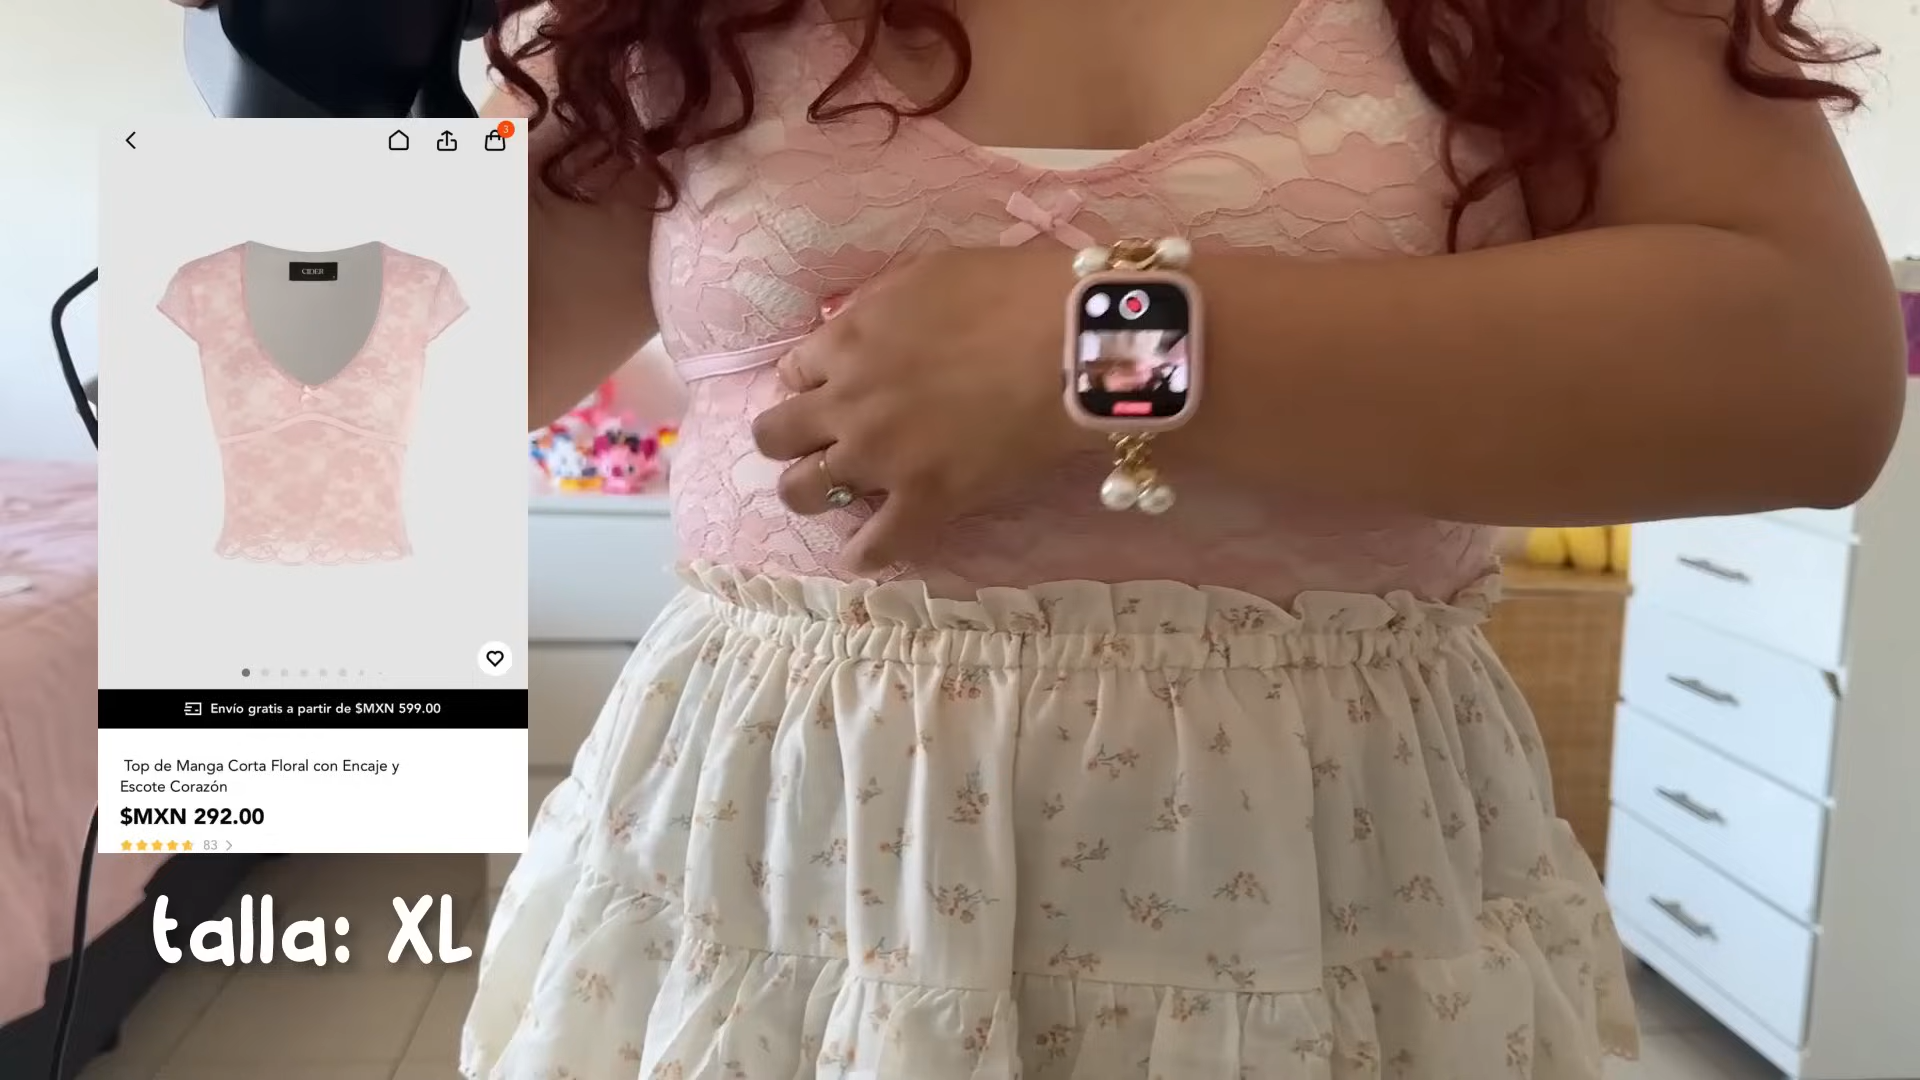 3
CIDER
Envío gratis a partir de $MXN 599.00
Top de Manga Corta Floral con Encaje y
Escote Corazón
$MXN 292.00
83
talla: XL